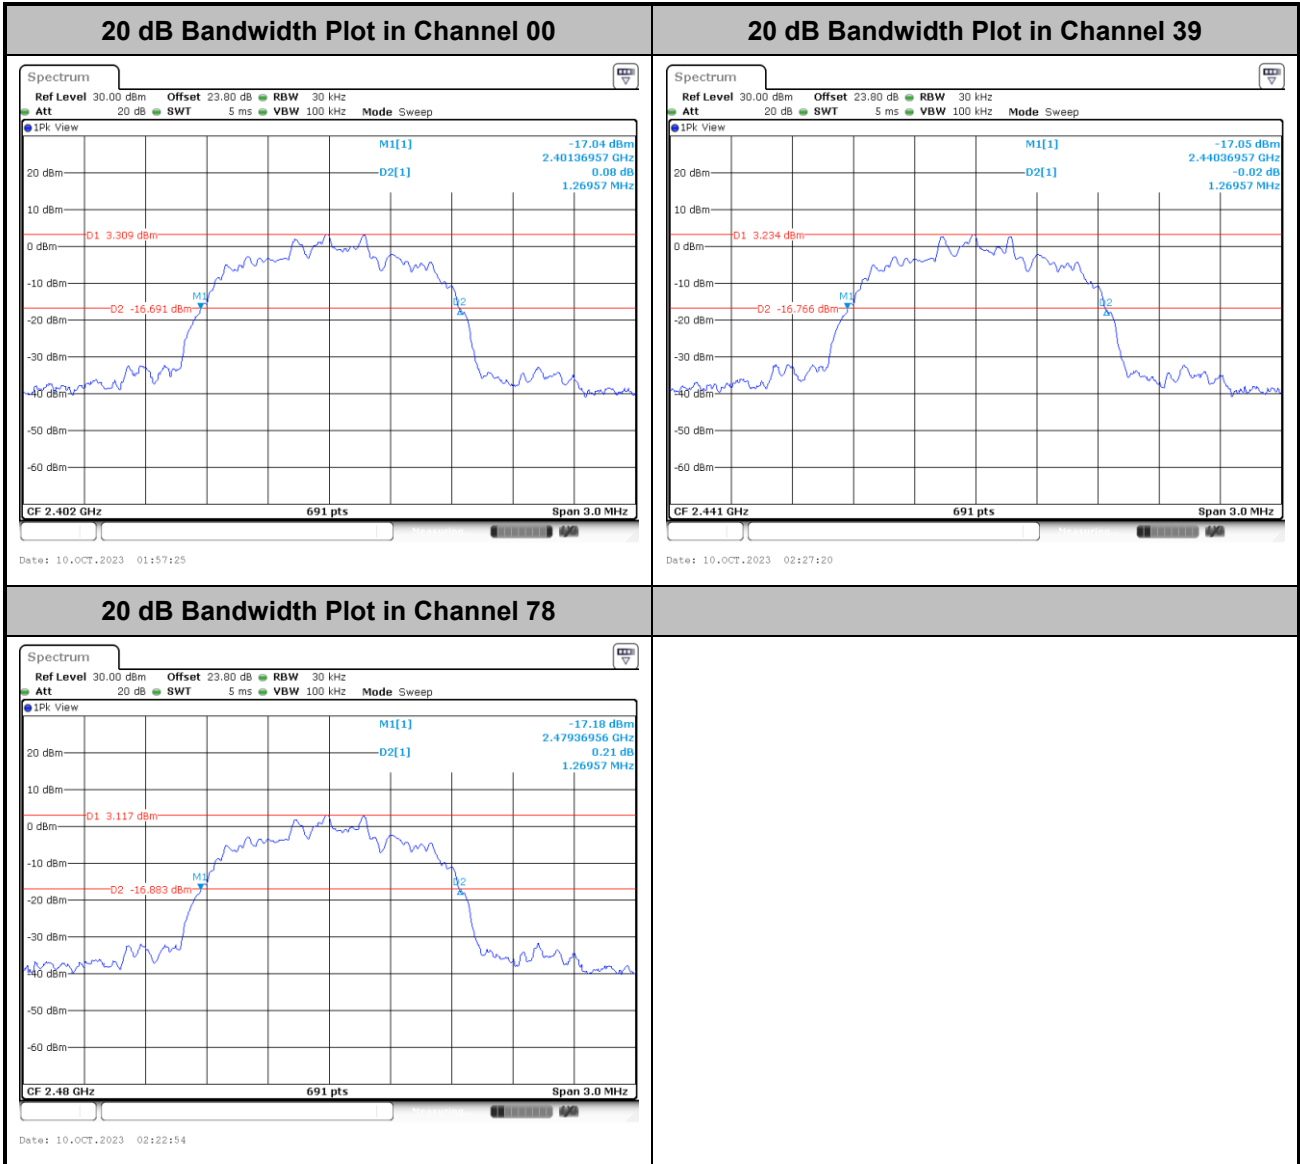 20 dB Bandwidth Plot in Channel 00
20 dB Bandwidth Plot in Channel 39
Spectrum
Ref Level 30.00 dBm Offset 23.80 dB RBW 30 kHz
Att 20 dB SWT 5 ms VBW 100 kHz Mode Sweep
1Pk View
M1[1] -17.04 dBm
2.40136957 GHz
D2[1] 0.08 dB
1.26957 MHz
20 dBm
10 dBm
D1 3.309 dBm
0 dBm
-10 dBm
M1
D2 -16.691 dBm
D2
-20 dBm
-30 dBm
-40 dBm
-50 dBm
-60 dBm
CF 2.402 GHz 691 pts Span 3.0 MHz
Date: 10.OCT.2023 01:57:25
Spectrum
Ref Level 30.00 dBm Offset 23.80 dB RBW 30 kHz
Att 20 dB SWT 5 ms VBW 100 kHz Mode Sweep
1Pk View
M1[1] -17.05 dBm
2.44036957 GHz
D2[1] -0.02 dB
1.26957 MHz
20 dBm
10 dBm
D1 3.234 dBm
0 dBm
-10 dBm
M1
D2 -16.766 dBm
D2
-20 dBm
-30 dBm
-40 dBm
-50 dBm
-60 dBm
CF 2.441 GHz 691 pts Span 3.0 MHz
Date: 10.OCT.2023 02:27:20
20 dB Bandwidth Plot in Channel 78
Spectrum
Ref Level 30.00 dBm Offset 23.80 dB RBW 30 kHz
Att 20 dB SWT 5 ms VBW 100 kHz Mode Sweep
1Pk View
M1[1] -17.18 dBm
2.47936956 GHz
D2[1] 0.21 dB
1.26957 MHz
20 dBm
10 dBm
D1 3.117 dBm
0 dBm
-10 dBm
M1
D2 -16.883 dBm
D2
-20 dBm
-30 dBm
-40 dBm
-50 dBm
-60 dBm
CF 2.48 GHz 691 pts Span 3.0 MHz
Date: 10.OCT.2023 02:22:54